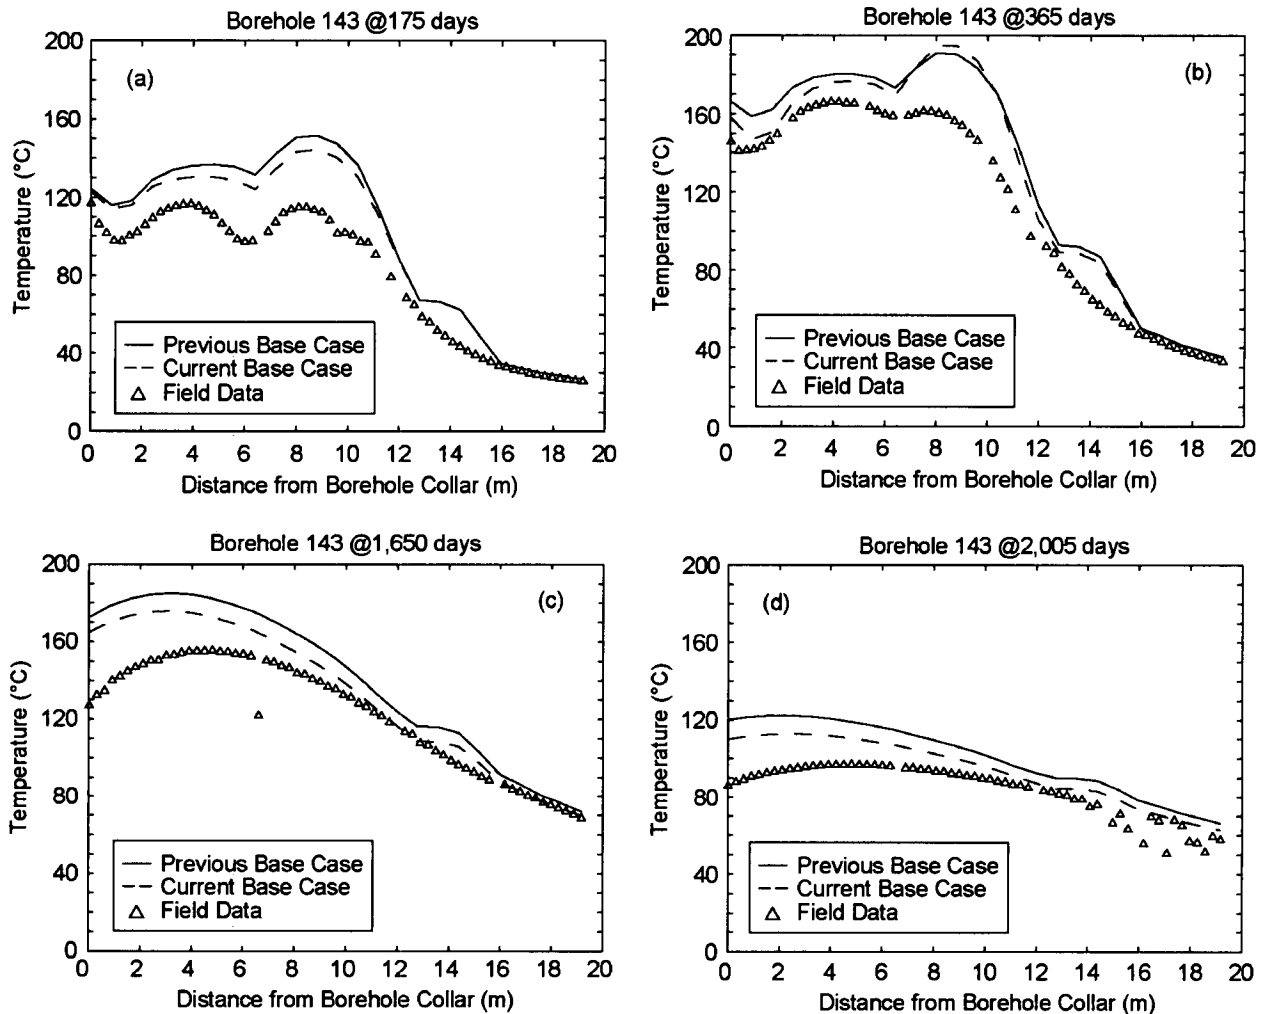 Borehole 143 @175 days
(a)
200
160
120
80
40
0
Temperature (°C)
Previous Base Case
Current Base Case
Field Data
0 2 4 6 8 10 12 14 16 18 20
Distance from Borehole Collar (m)
Borehole 143 @365 days
(b)
200
160
120
80
40
0
Temperature (°C)
Previous Base Case
Current Base Case
Field Data
0 2 4 6 8 10 12 14 16 18 20
Distance from Borehole Collar (m)
Borehole 143 @1,650 days
(c)
200
160
120
80
40
0
Temperature (°C)
Previous Base Case
Current Base Case
Field Data
0 2 4 6 8 10 12 14 16 18 20
Distance from Borehole Collar (m)
Borehole 143 @2,005 days
(d)
200
160
120
80
40
0
Temperature (°C)
Previous Base Case
Current Base Case
Field Data
0 2 4 6 8 10 12 14 16 18 20
Distance from Borehole Collar (m)